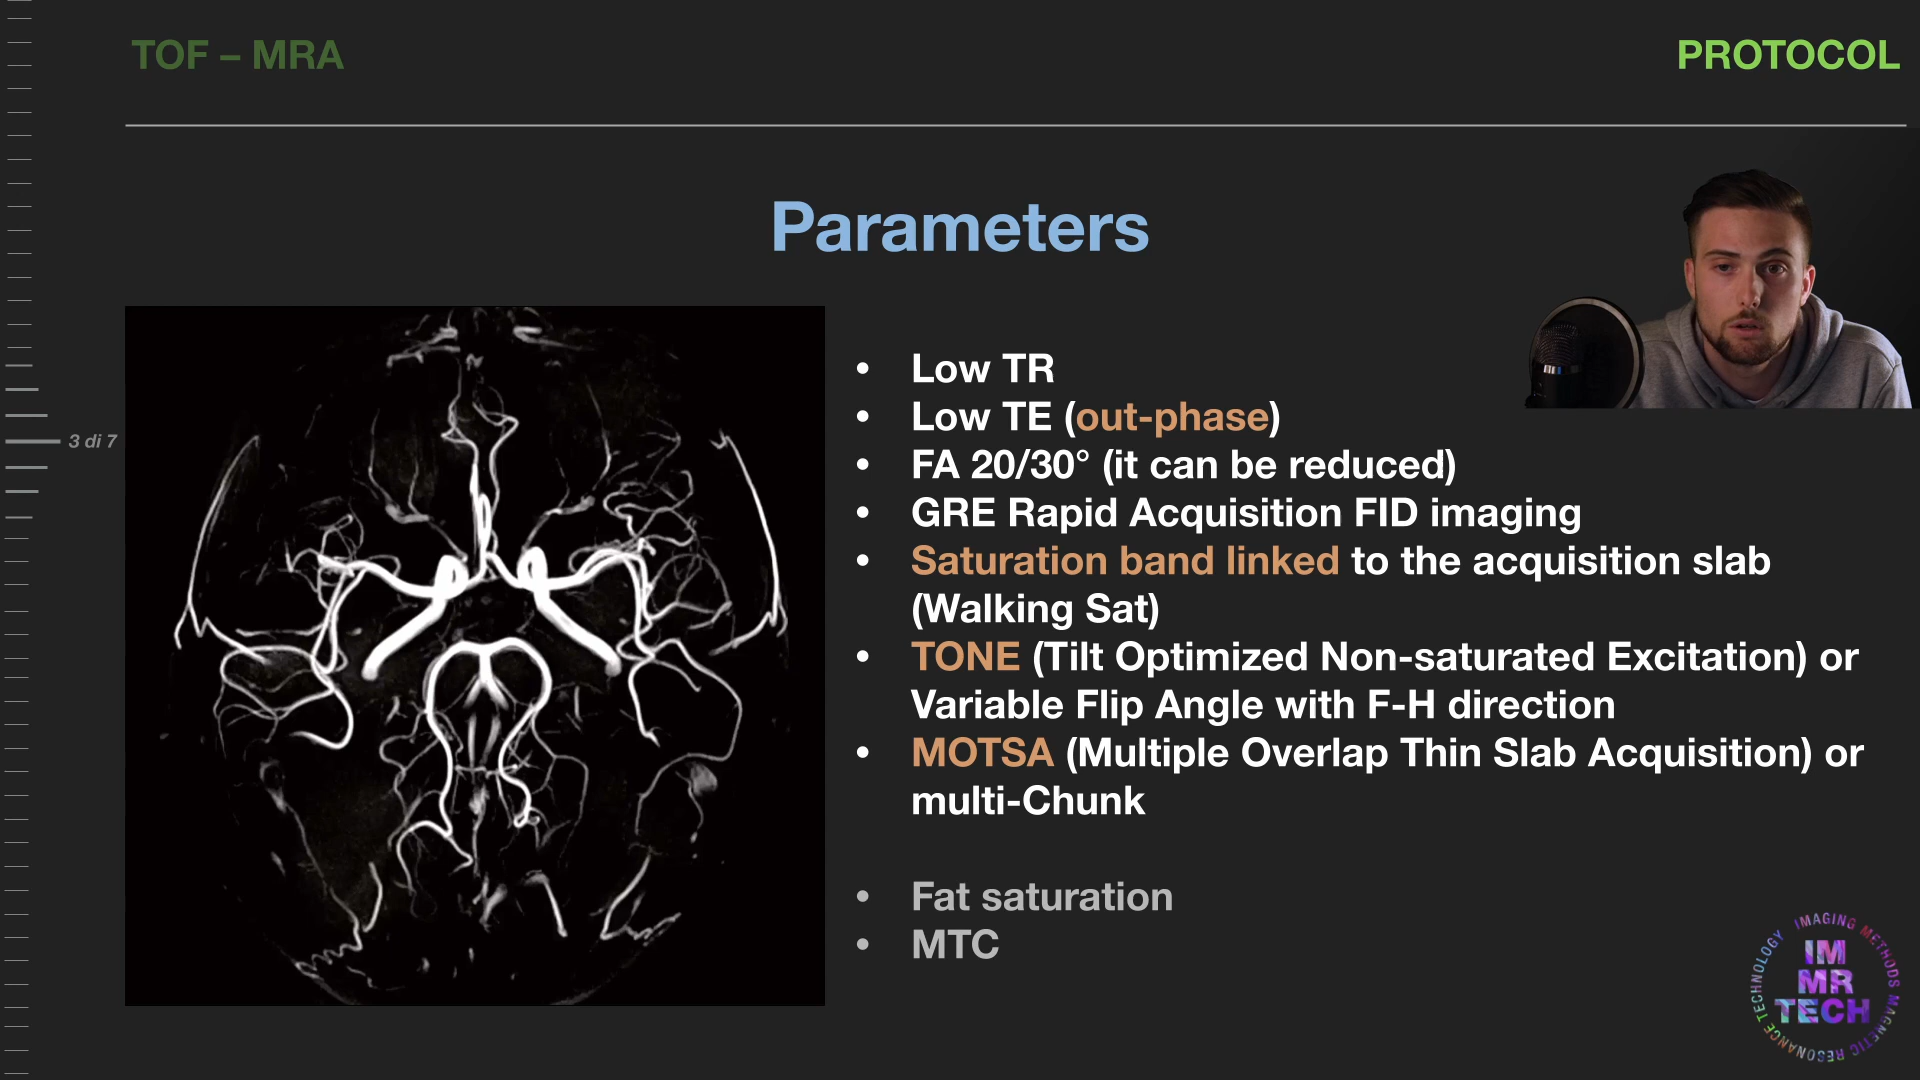 TOF – MRA
PROTOCOL
Parameters
3 di 7
• Low TR
• Low TE (out-phase)
• FA 20/30° (it can be reduced)
• GRE Rapid Acquisition FID imaging
• Saturation band linked to the acquisition slab
(Walking Sat)
• TONE (Tilt Optimized Non-saturated Excitation) or
Variable Flip Angle with F-H direction
• MOTSA (Multiple Overlap Thin Slab Acquisition) or
multi-Chunk
• Fat saturation
• MTC
IMAGING METHODS MAGNETIC RESONANCE TECHNOLOGY
IM
MR
TECH